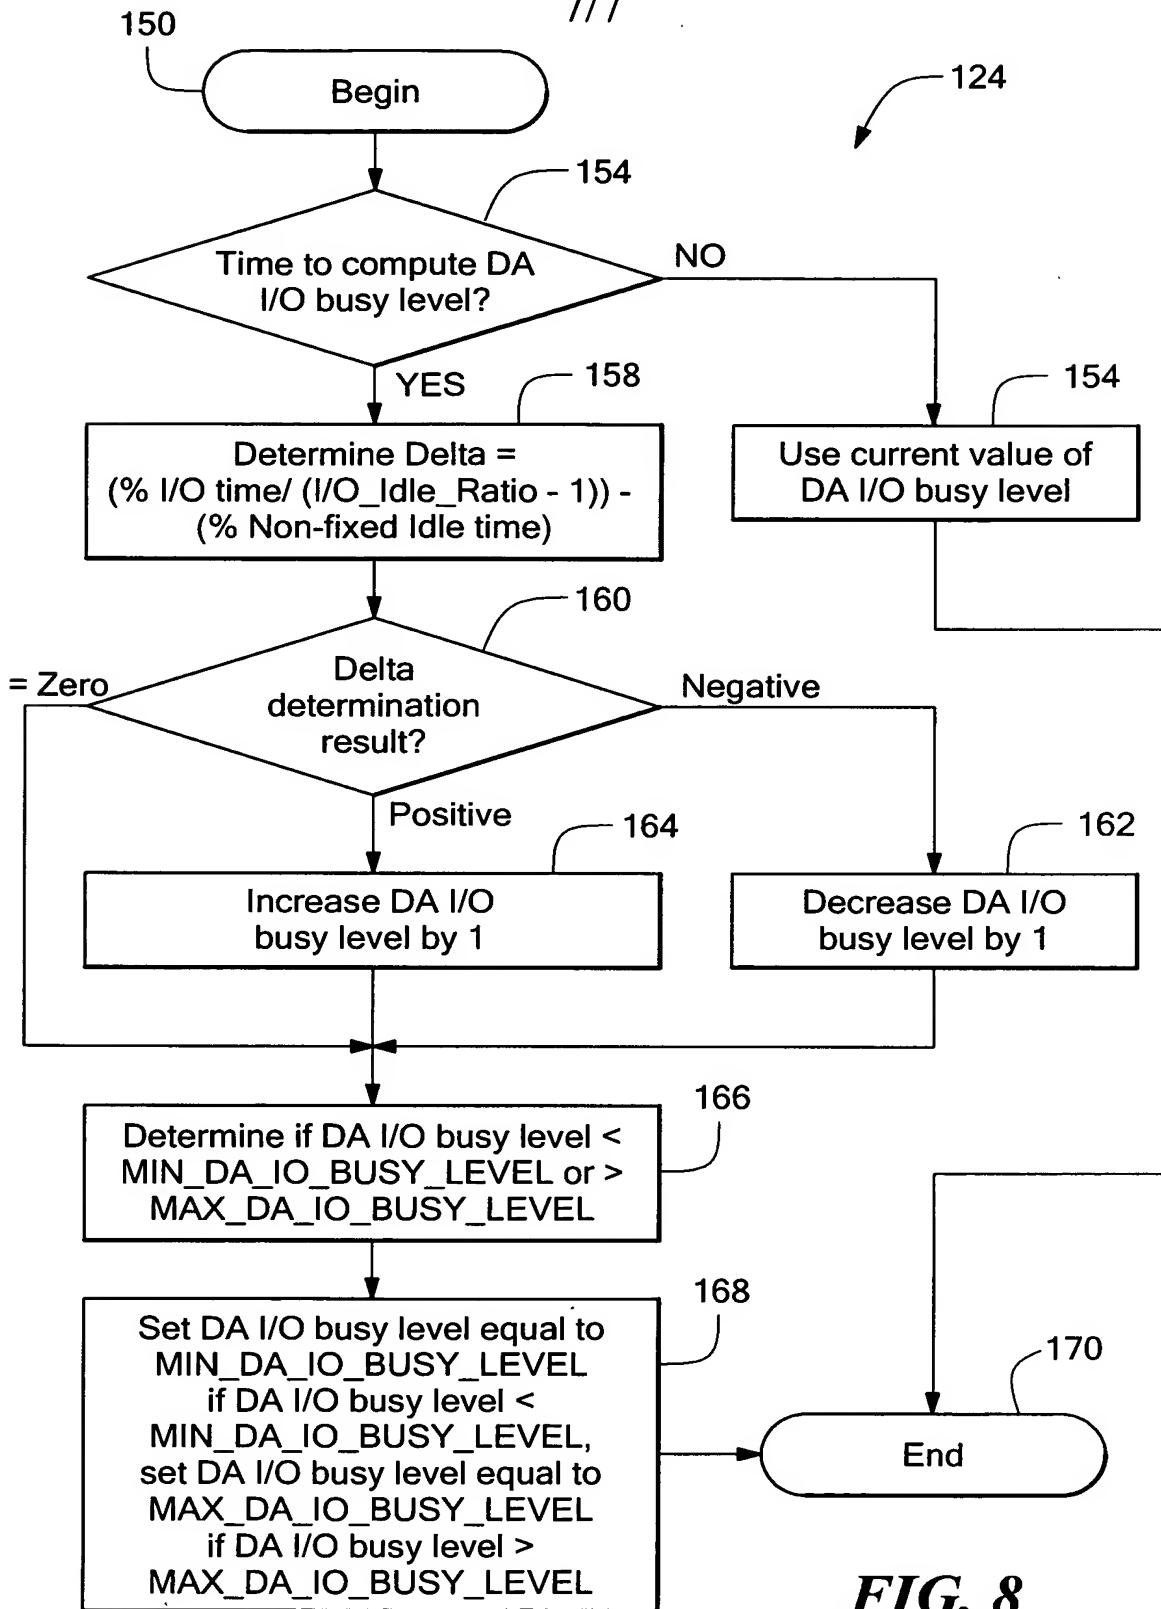 150
Begin
124
154
Time to compute DA
I/O busy level?
NO
YES
158
154
Determine Delta =
(% I/O time/ (I/O_Idle_Ratio - 1)) -
(% Non-fixed Idle time)
Use current value of
DA I/O busy level
160
= Zero
Delta
determination
result?
Negative
Positive
164
162
Increase DA I/O
busy level by 1
Decrease DA I/O
busy level by 1
166
Determine if DA I/O busy level <
MIN_DA_IO_BUSY_LEVEL or >
MAX_DA_IO_BUSY_LEVEL
168
Set DA I/O busy level equal to
MIN_DA_IO_BUSY_LEVEL
if DA I/O busy level <
MIN_DA_IO_BUSY_LEVEL,
set DA I/O busy level equal to
MAX_DA_IO_BUSY_LEVEL
if DA I/O busy level >
MAX_DA_IO_BUSY_LEVEL
170
End
FIG. 8